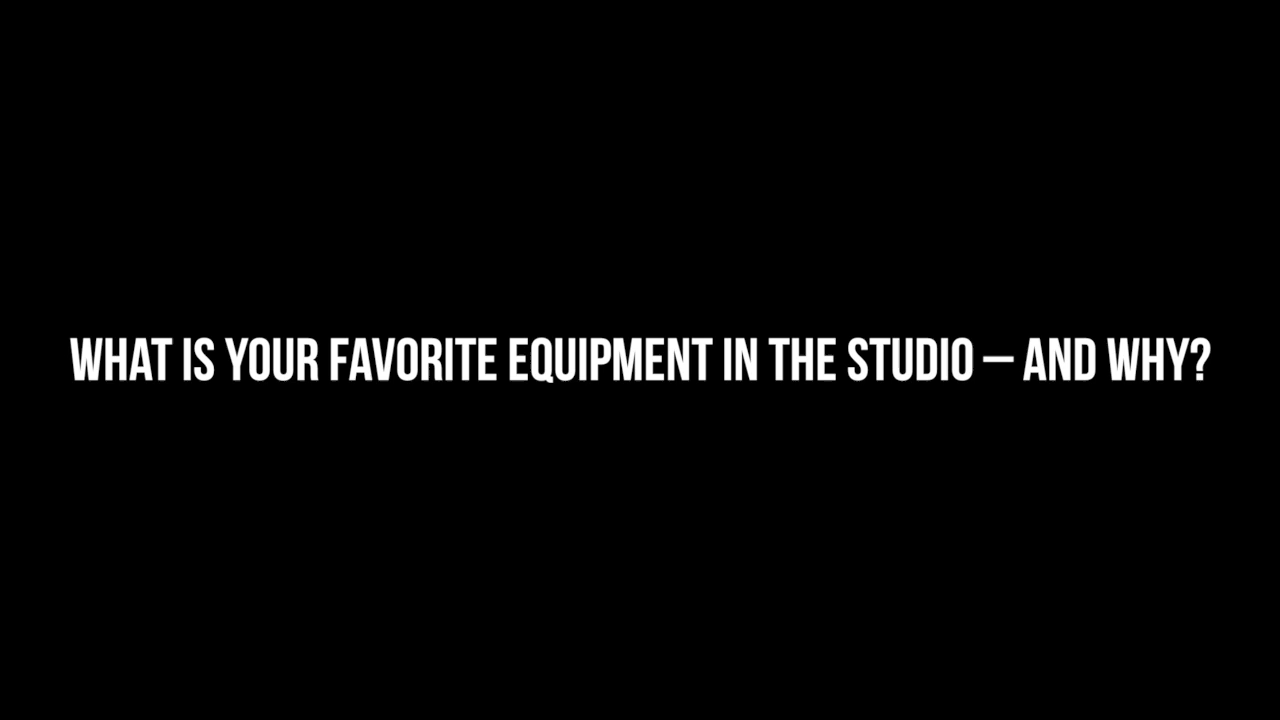 WHAT IS YOUR FAVORITE EQUIPMENT IN THE STUDIO – AND WHY?